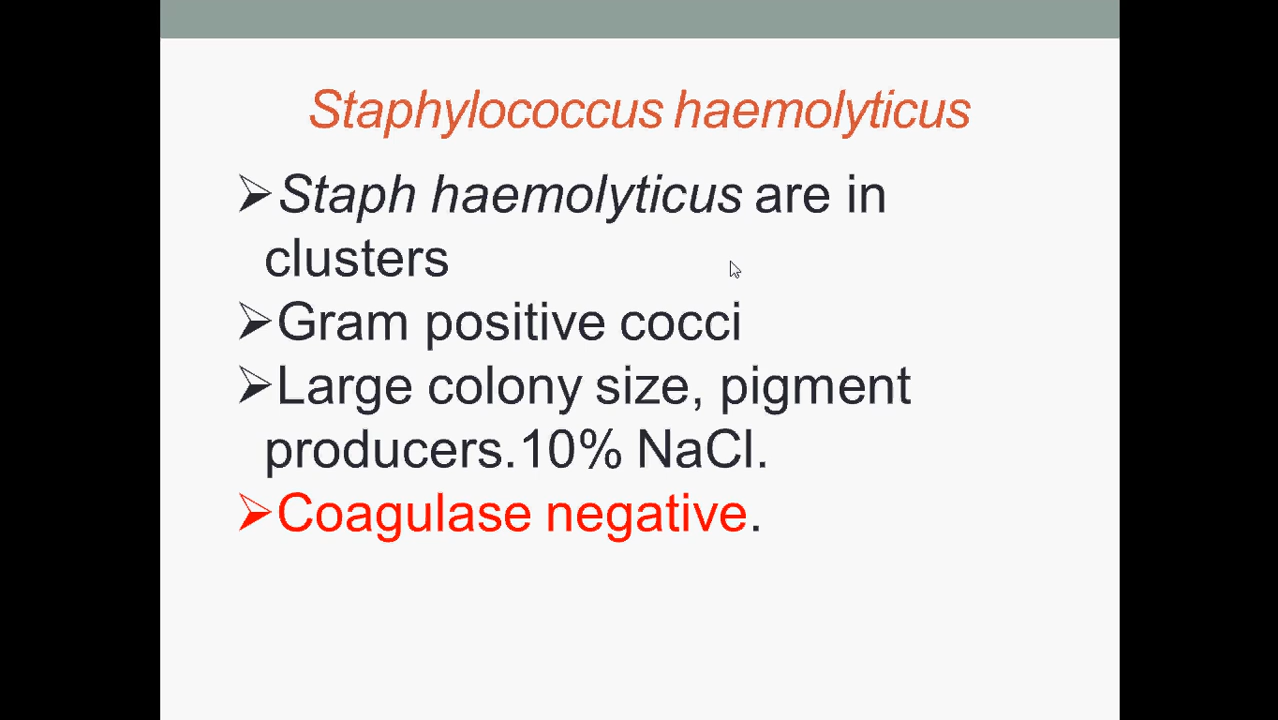 Staphylococcus haemolyticus
➢Staph haemolyticus are in
clusters
➢Gram positive cocci
➢Large colony size, pigment
producers.10% NaCl.
➢Coagulase negative.